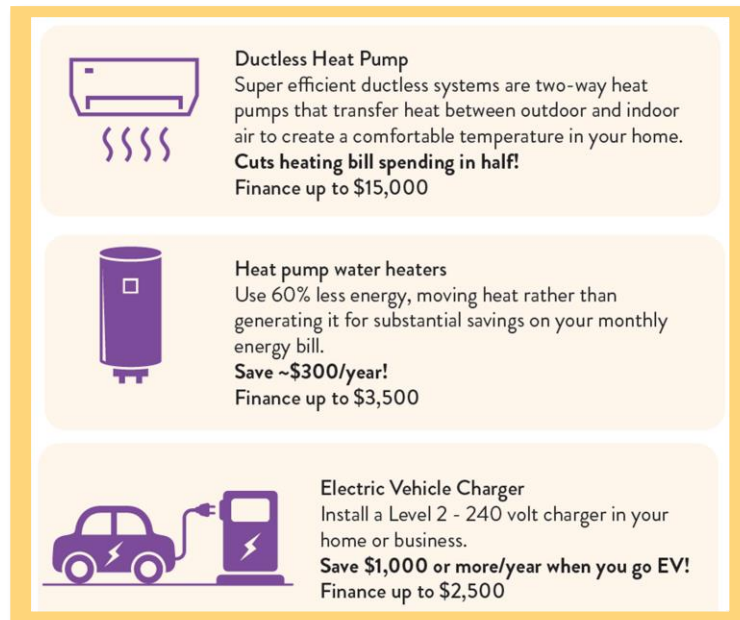 Ductless Heat Pump
Super efficient ductless systems are two-way heat
pumps that transfer heat between outdoor and indoor
air to create a comfortable temperature in your home.
Cuts heating bill spending in half!
Finance up to $15,000
Heat pump water heaters
Use 60% less energy, moving heat rather than
generating it for substantial savings on your monthly
energy bill.
Save ~$300/year!
Finance up to $3,500
Electric Vehicle Charger
Install a Level 2 - 240 volt charger in your
home or business.
Save $1,000 or more/year when you go EV!
Finance up to $2,500